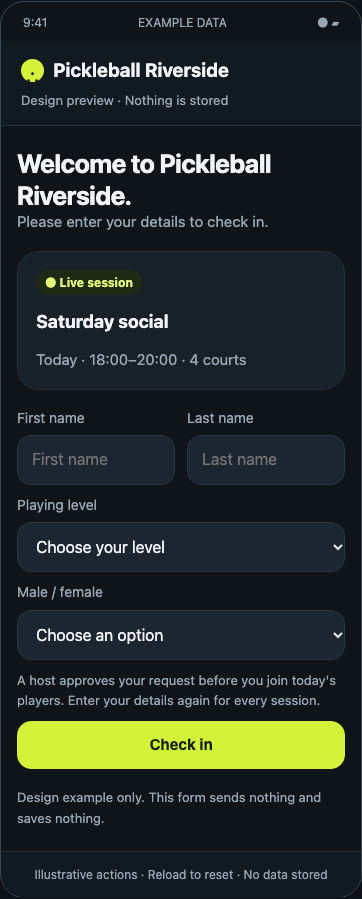 9:41 EXAMPLE DATA
Pickleball Riverside
Design preview · Nothing is stored
Welcome to Pickleball
Riverside.
Please enter your details to check in.
Live session
Saturday social
Today · 18:00–20:00 · 4 courts
First name Last name
First name Last name
Playing level
Choose your level
Male / female
Choose an option
A host approves your request before you join today's
players. Enter your details again for every session.
Check in
Design example only. This form sends nothing and
saves nothing.
Illustrative actions · Reload to reset · No data stored